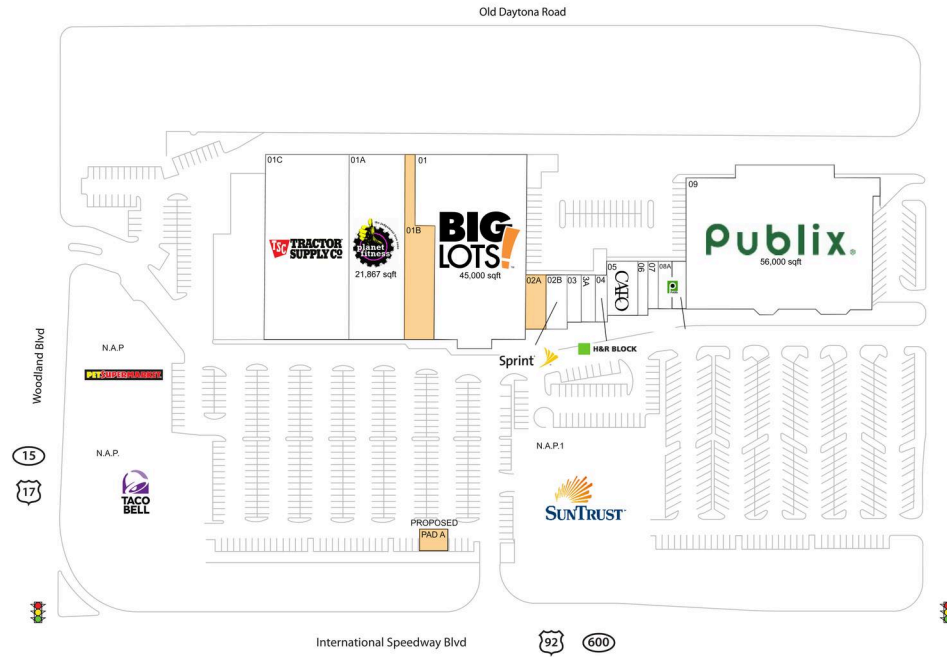 Old Daytona Road
01C
01A
01
09
01B
TSC TRACTOR
SUPPLY CO
planet
fitness
21,867 sqft
BIG
LOTS!
45,000 sqft
Publix®
56,000 sqft
02A
02B
03
3A
04
05
CATO
06
07
08A
Sprint
H&R BLOCK
Woodland Blvd
N.A.P
PET SUPERMARKET
N.A.P.
15
17
TACO
BELL
N.A.P.1
SUNTRUST
PROPOSED
PAD A
International Speedway Blvd
92
600